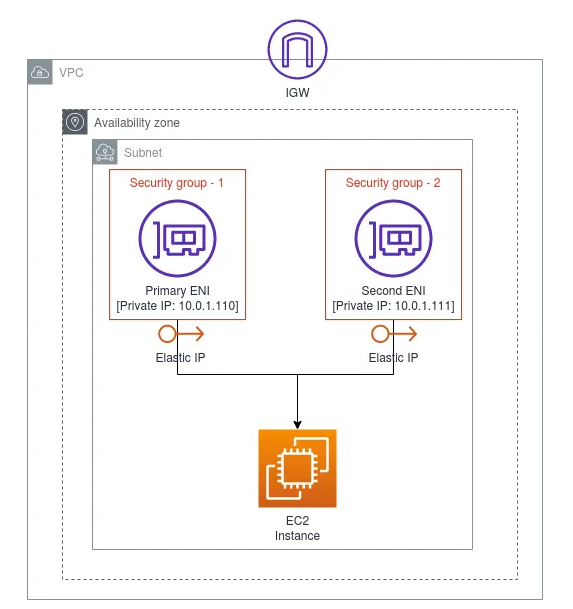 IGW
VPC
Availability zone
Subnet
Security group - 1
Security group - 2
Primary ENI
[Private IP: 10.0.1.110]
Second ENI
[Private IP: 10.0.1.111]
Elastic IP
Elastic IP
EC2
Instance